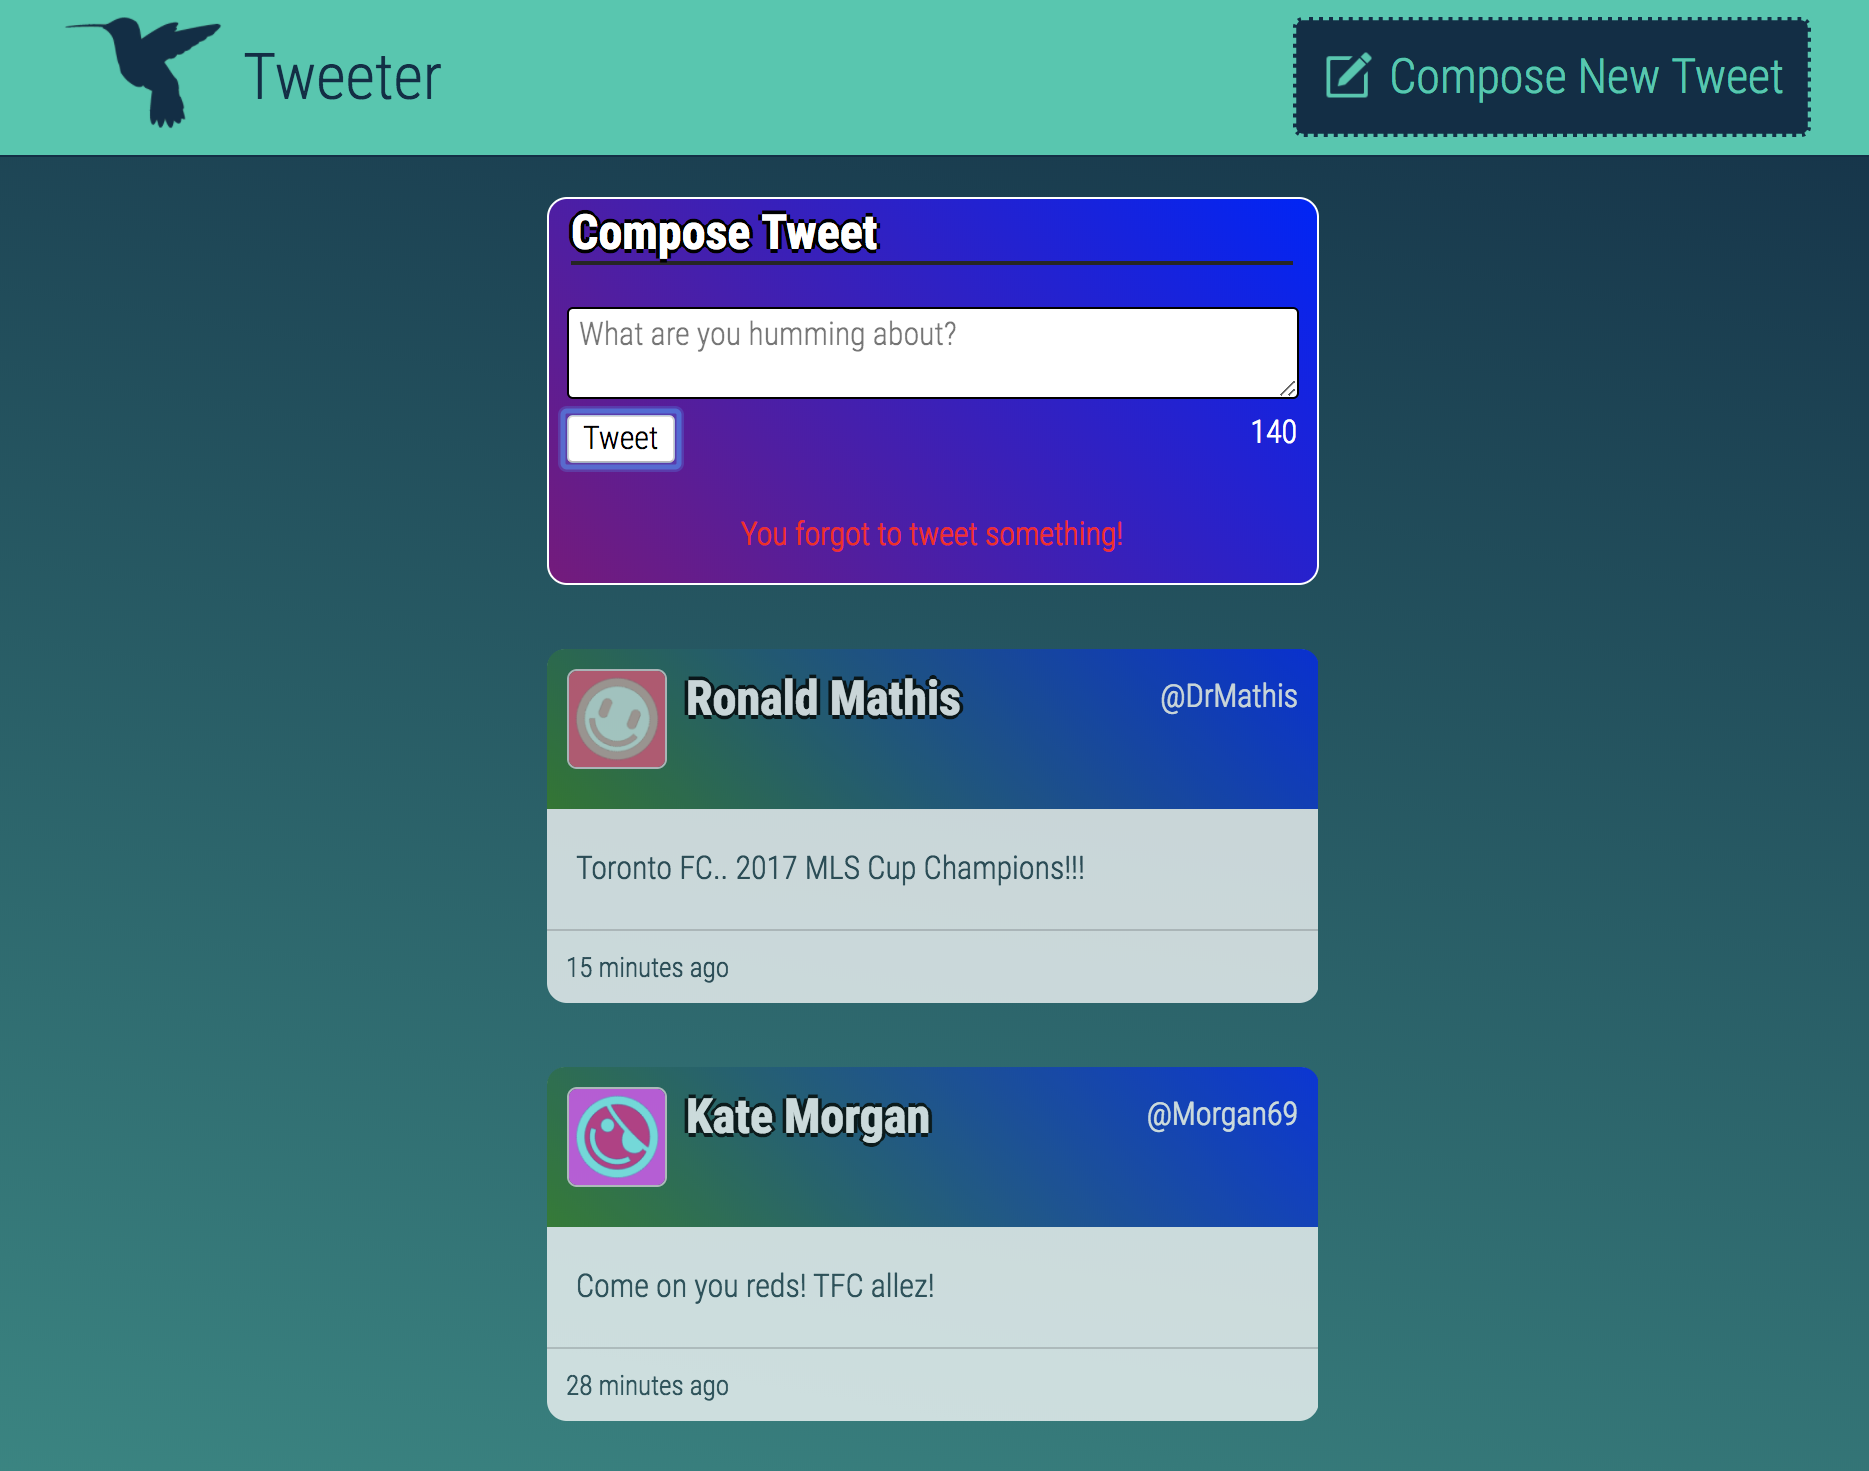 Tweeter
Compose New Tweet
Compose Tweet
What are you humming about?
Tweet
140
You forgot to tweet something!
Ronald Mathis
@DrMathis
Toronto FC.. 2017 MLS Cup Champions!!!
15 minutes ago
Kate Morgan
@Morgan69
Come on you reds! TFC allez!
28 minutes ago